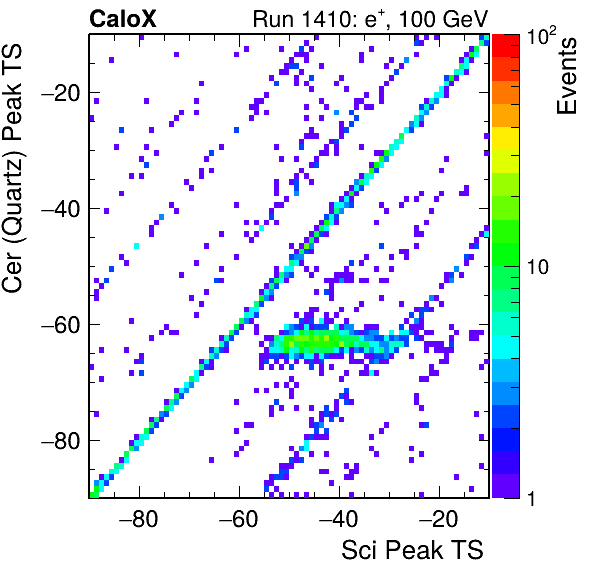 CaloX Run 1410: e⁺, 100 GeV
Cer (Quartz) Peak TS
−20
−40
−60
−80
−80 −60 −40 −20
Sci Peak TS
10²
10
1
Events